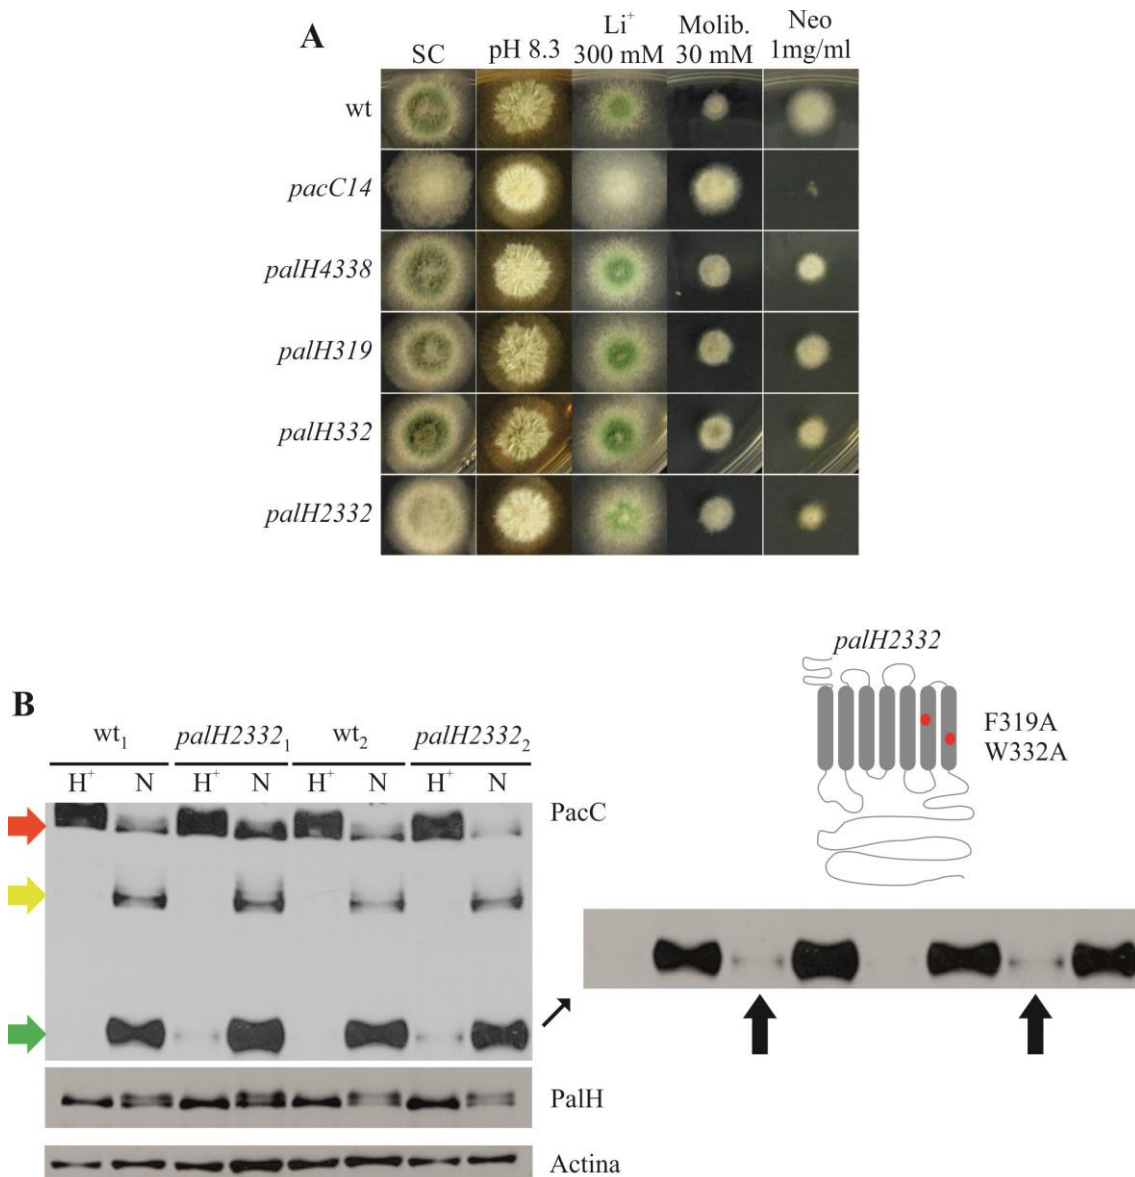 A
SC
pH 8.3
Li⁺
300 mM
Molib.
30 mM
Neo
1mg/ml
wt
pacC14
palH4338
palH319
palH332
palH2332
palH2332
F319A
W332A
B
wt₁
palH2332₁
wt₂
palH2332₂
H⁺ N H⁺ N H⁺ N H⁺ N
PacC
PalH
Actina